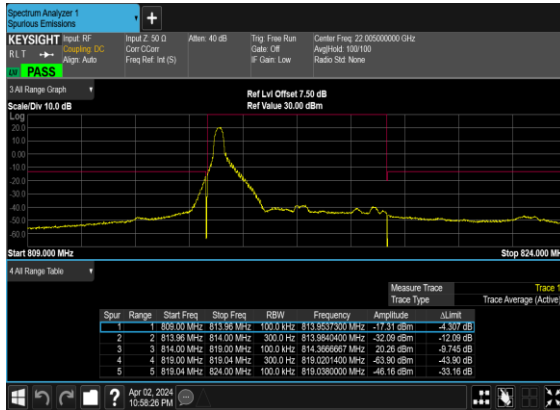 Spectrum Analyzer 1
Spurious Emissions
KEYSIGHT Input: RF Input Z: 50 Ω Atten: 40 dB Trig: Free Run Center Freq: 22.005000000 GHz
RLT Coupling: DC Corr CCorr Gate: Off Avg|Hold: 100/100
Align: Auto Freq Ref: Int (S) IF Gain: Low Radio Std: None
PASS
3 All Range Graph Ref Lvl Offset 7.50 dB
Scale/Div 10.0 dB Ref Value 30.00 dBm
Log
20.0
10.0
0.00
-10.0
-20.0
-30.0
-40.0
-50.0
-60.0
Start 809.000 MHz Stop 824.000 MH
4 All Range Table
Measure Trace Trace 1
Trace Type Trace Average (Active)
Spur Range Start Freq Stop Freq RBW Frequency Amplitude ΔLimit
1 1 809.00 MHz 813.96 MHz 100.0 kHz 813.9537300 MHz -17.31 dBm -4.307 dB
2 2 813.96 MHz 814.00 MHz 300.0 Hz 813.9840400 MHz -32.09 dBm -12.09 dB
3 3 814.00 MHz 819.00 MHz 100.0 kHz 814.3666667 MHz 20.26 dBm -9.745 dB
4 4 819.00 MHz 819.04 MHz 300.0 Hz 819.0201400 MHz -63.90 dBm -43.90 dB
5 5 819.04 MHz 824.00 MHz 100.0 kHz 819.0380000 MHz -46.16 dBm -33.16 dB
Apr 02, 2024
10:58:26 PM